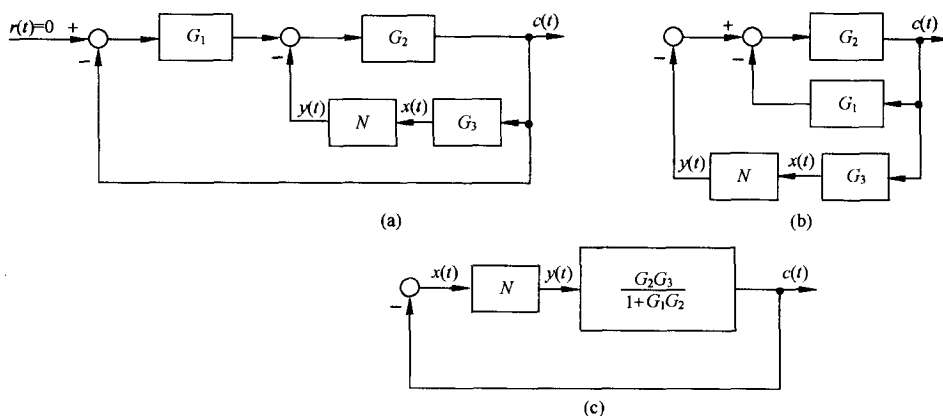 r(t)=0 + − G₁ − G₂ c(t)
y(t) N x(t) G₃
(a)
− + − G₂ c(t)
G₁
y(t) N x(t) G₃
(b)
− x(t) N y(t) G₂G₃ / 1+G₁G₂ c(t)
(c)